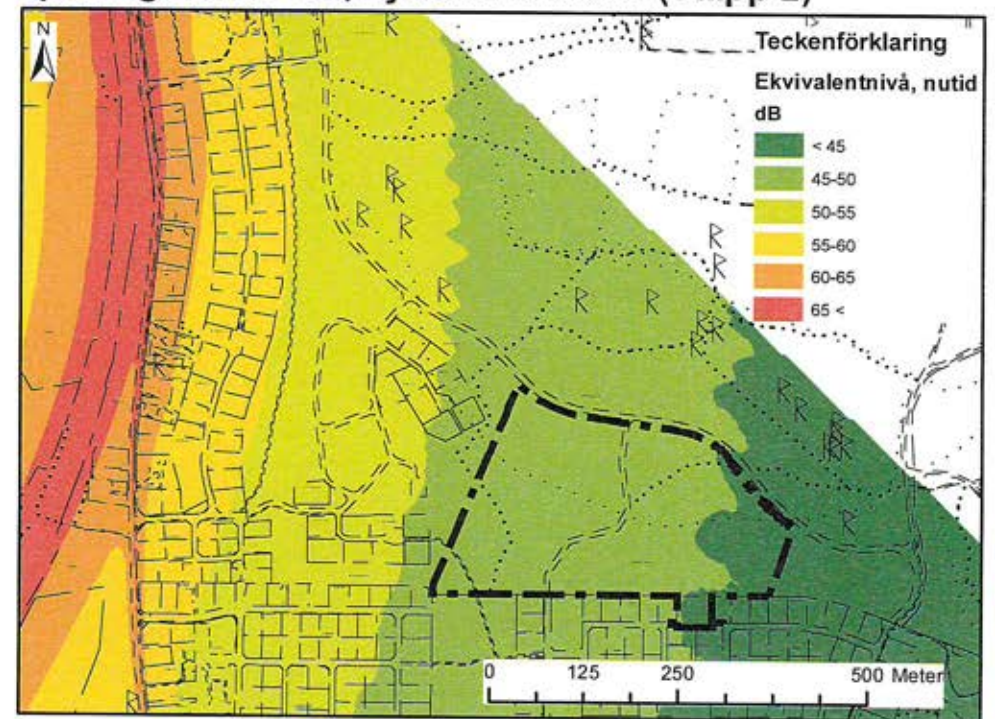 N
Teckenförklaring
Ekvivalentnivå, nutid
dB
< 45
45-50
50-55
55-60
60-65
65 <
0 125 250 500 Meter